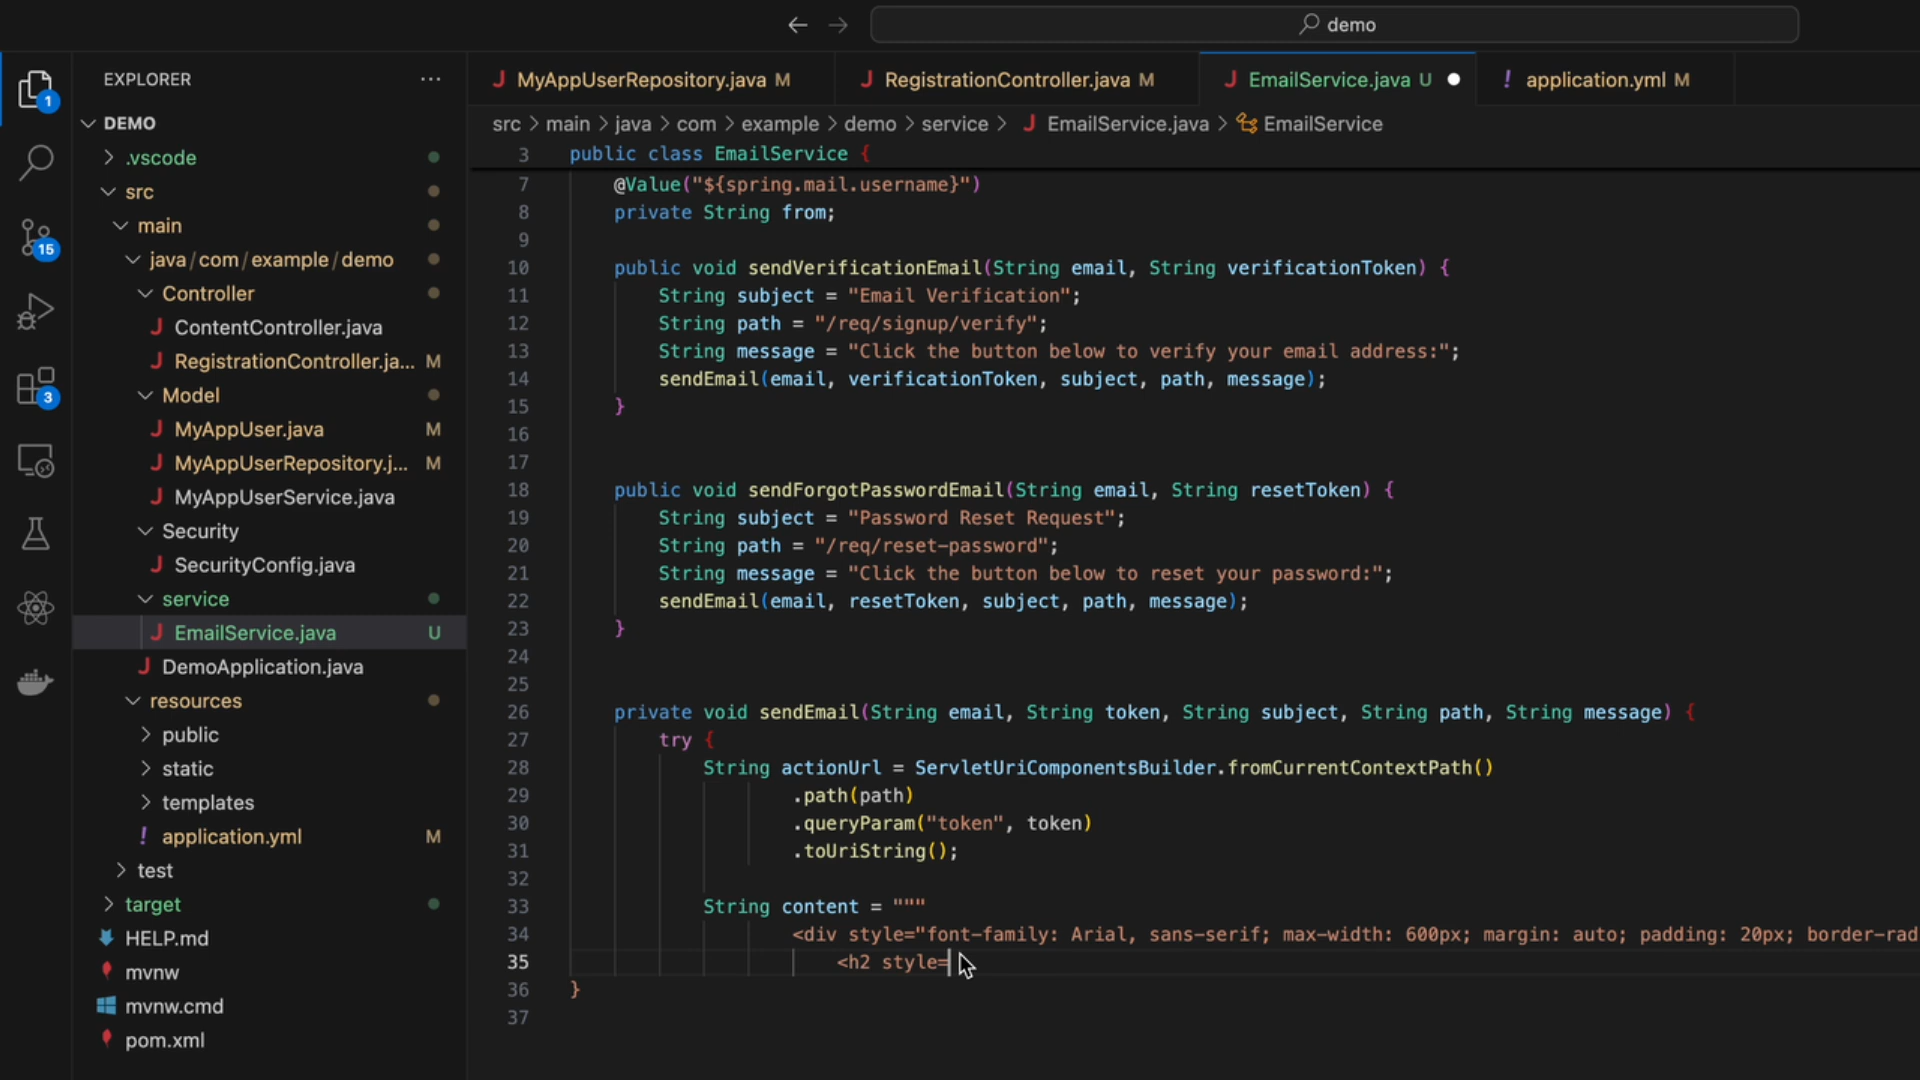 demo
EXPLORER ...
MyAppUserRepository.java M
RegistrationController.java M
EmailService.java U
! application.yml M
src > main > java > com > example > demo > service > J EmailService.java > EmailService
DEMO
.vscode
src
main
java/com/example/demo
Controller
J ContentController.java
J RegistrationController.ja... M
Model
J MyAppUser.java M
J MyAppUserRepository.j... M
J MyAppUserService.java
Security
J SecurityConfig.java
service
J EmailService.java U
J DemoApplication.java
resources
public
static
templates
! application.yml M
test
target
HELP.md
mvnw
mvnw.cmd
pom.xml
1
15
3
3 public class EmailService {
7 @Value("${spring.mail.username}")
8 private String from;
9
10 public void sendVerificationEmail(String email, String verificationToken) {
11 String subject = "Email Verification";
12 String path = "/req/signup/verify";
13 String message = "Click the button below to verify your email address:";
14 sendEmail(email, verificationToken, subject, path, message);
15 }
16
17
18 public void sendForgotPasswordEmail(String email, String resetToken) {
19 String subject = "Password Reset Request";
20 String path = "/req/reset-password";
21 String message = "Click the button below to reset your password:";
22 sendEmail(email, resetToken, subject, path, message);
23 }
24
25
26 private void sendEmail(String email, String token, String subject, String path, String message) {
27 try {
28 String actionUrl = ServletUriComponentsBuilder.fromCurrentContextPath()
29 .path(path)
30 .queryParam("token", token)
31 .toUriString();
32
33 String content = """
34 <div style="font-family: Arial, sans-serif; max-width: 600px; margin: auto; padding: 20px; border-rad
35 <h2 style=
36 }
37